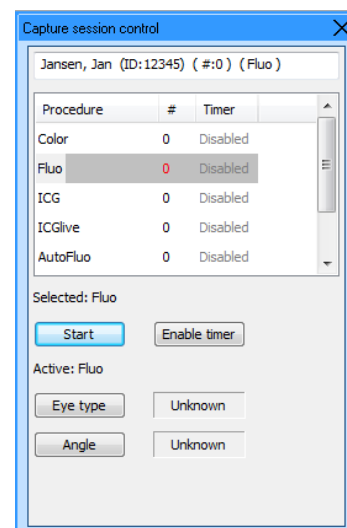 Capture session control
Jansen, Jan (ID:12345) ( #:0 ) ( Fluo )
Procedure # Timer
Color 0 Disabled
Fluo 0 Disabled
ICG 0 Disabled
ICGlive 0 Disabled
AutoFluo 0 Disabled
Selected: Fluo
Start Enable timer
Active: Fluo
Eye type Unknown
Angle Unknown